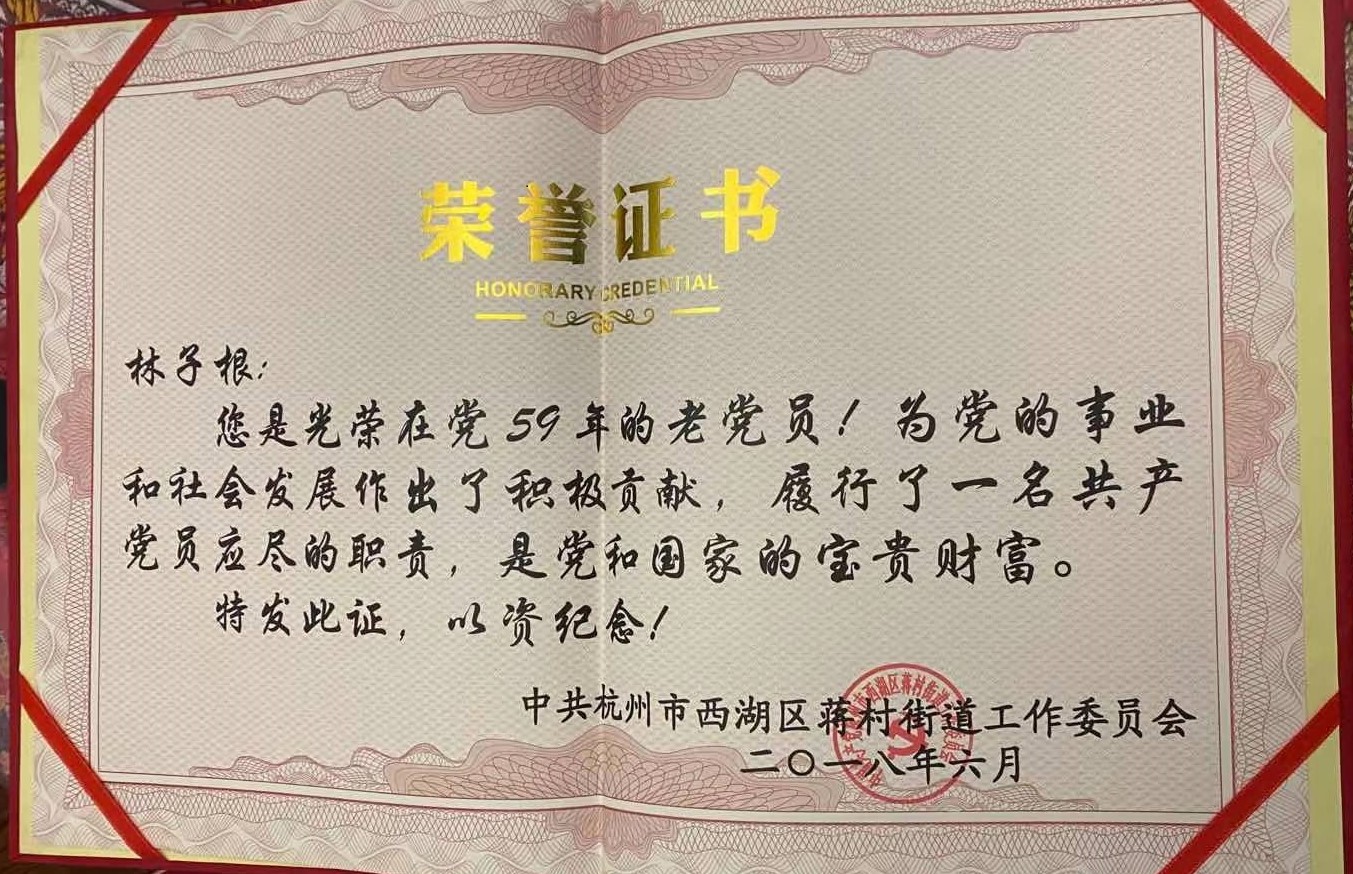 荣誉证书
HONORARY CREDENTIAL
林子根：
您是光荣在党59年的老党员！为党的事业
和社会发展作出了积极贡献，履行了一名共产
党员应尽的职责，是党和国家的宝贵财富。
特发此证，以资纪念！
中共杭州市西湖区蒋村街道工作委员会
二〇一八年六月